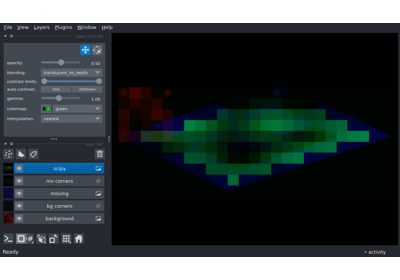 File View Layers Plugins Window Help
opacity: 0.50
blending: translucent_no_depth
contrast limits:
auto-contrast: once continuous
gamma: 1.00
colormap: green
interpolation: nearest
scipy
mv corners
moving
bg corners
background
Ready
activity